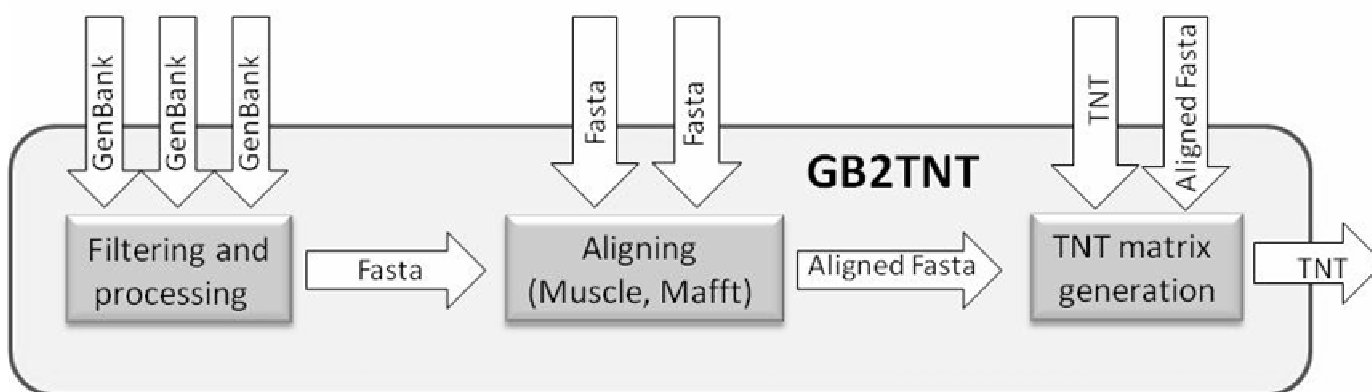 GenBank
GenBank
GenBank
Fasta
Fasta
TNT
Aligned Fasta
GB2TNT
Filtering and
processing
Fasta
Aligning
(Muscle, Mafft)
Aligned Fasta
TNT matrix
generation
TNT